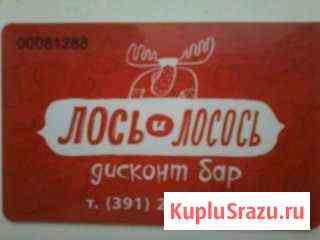 00081288
ЛОСЬ и ЛОСОСЬ
дисконт бар
т. (391) 2
KupluSrazu.ru